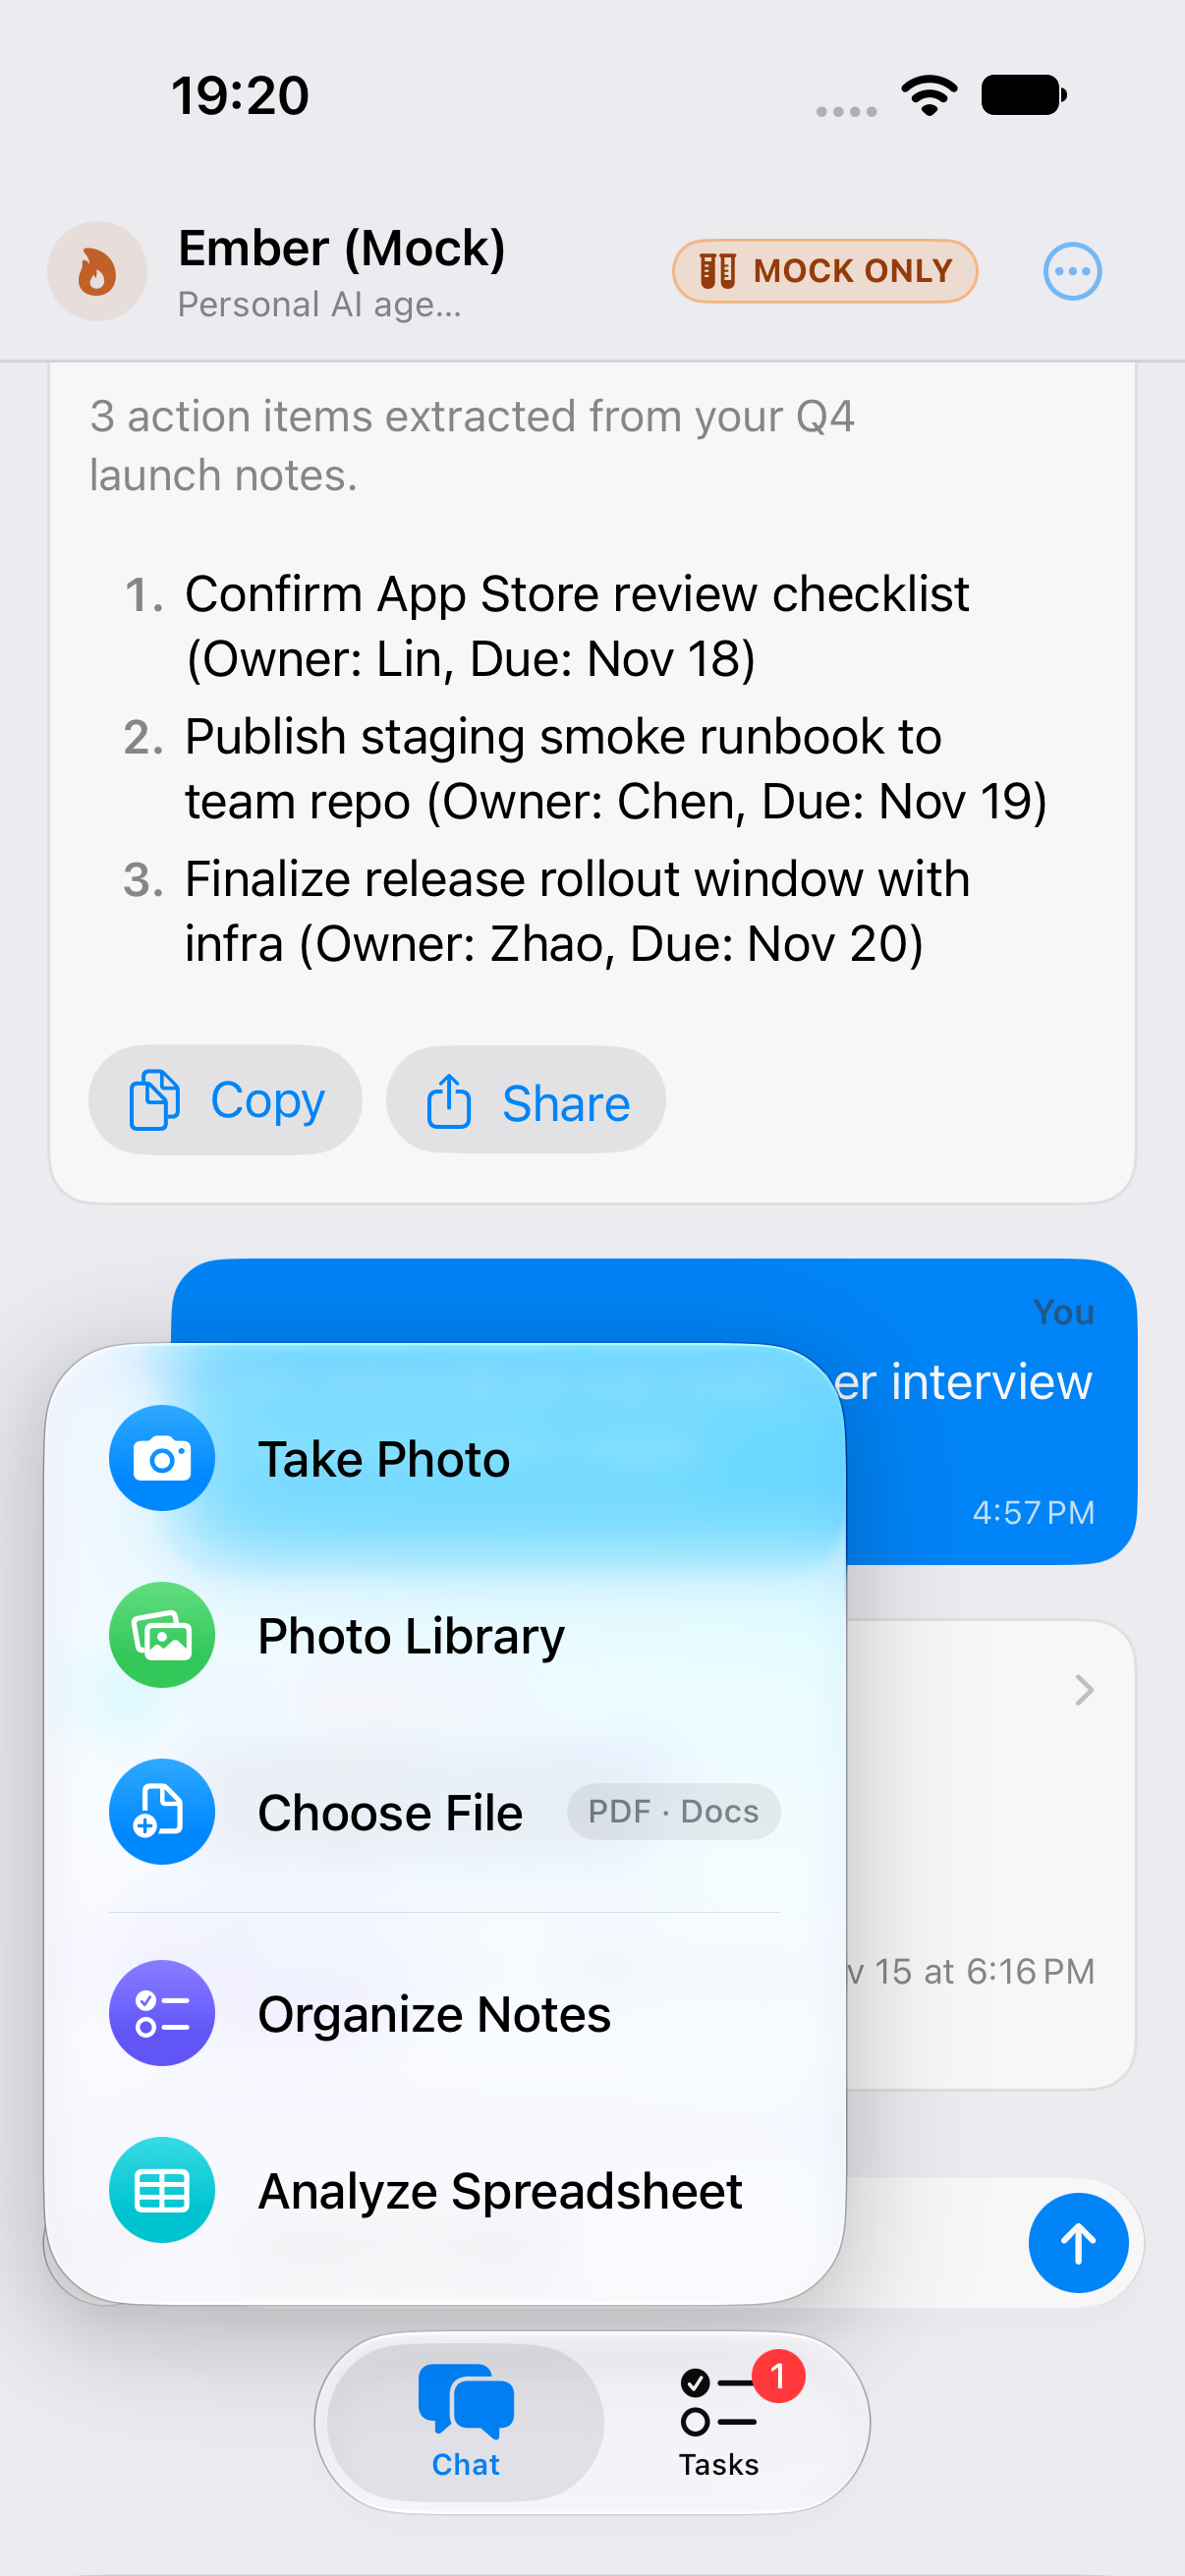 19:20
Ember (Mock)
Personal AI age...
MOCK ONLY
3 action items extracted from your Q4
launch notes.
1. Confirm App Store review checklist
(Owner: Lin, Due: Nov 18)
2. Publish staging smoke runbook to
team repo (Owner: Chen, Due: Nov 19)
3. Finalize release rollout window with
infra (Owner: Zhao, Due: Nov 20)
Copy
Share
You
er interview
4:57 PM
Take Photo
Photo Library
Choose File
PDF · Docs
15 at 6:16 PM
Organize Notes
Analyze Spreadsheet
Chat
Tasks
1